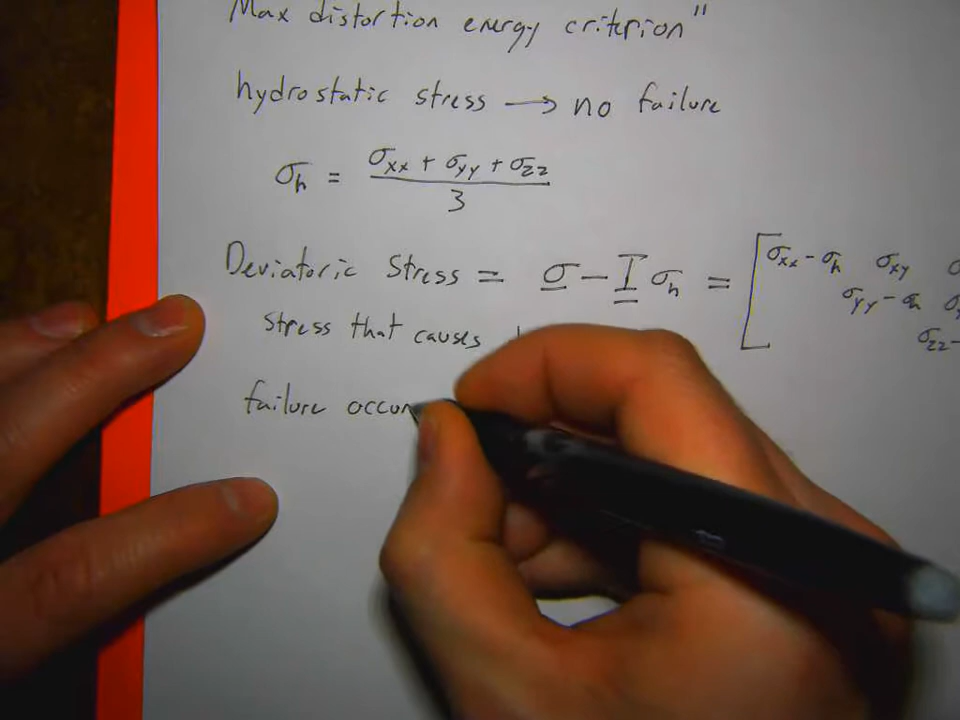 Max distortion energy criterion"
hydrostatic stress → no failure
σh = σxx + σyy + σzz / 3
Deviatoric Stress = σ - I σh = [ σxx - σh σxy
σyy - σh
σzz -
Stress that causes
failure occur